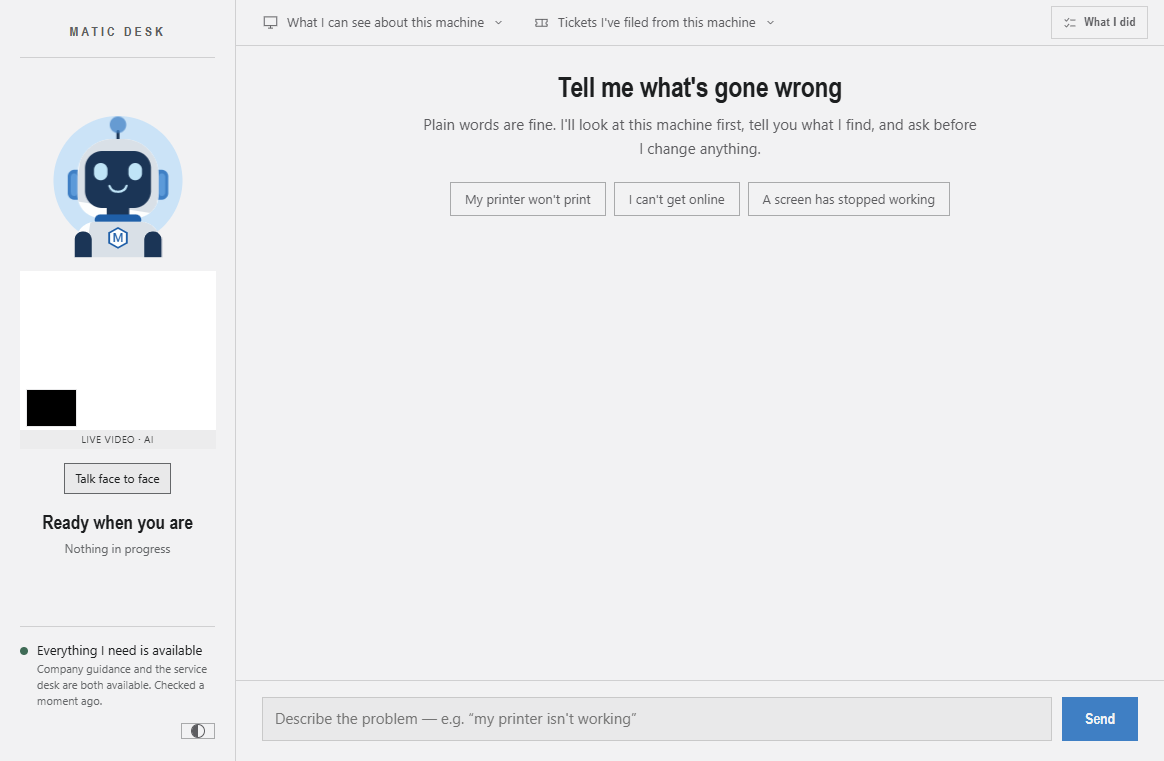 MATIC DESK
M
LIVE VIDEO · AI
Talk face to face
Ready when you are
Nothing in progress
Everything I need is available
Company guidance and the service
desk are both available. Checked a
moment ago.
What I can see about this machine
Tickets I've filed from this machine
What I did
Tell me what's gone wrong
Plain words are fine. I'll look at this machine first, tell you what I find, and ask before
I change anything.
My printer won't print
I can't get online
A screen has stopped working
Describe the problem — e.g. “my printer isn't working”
Send